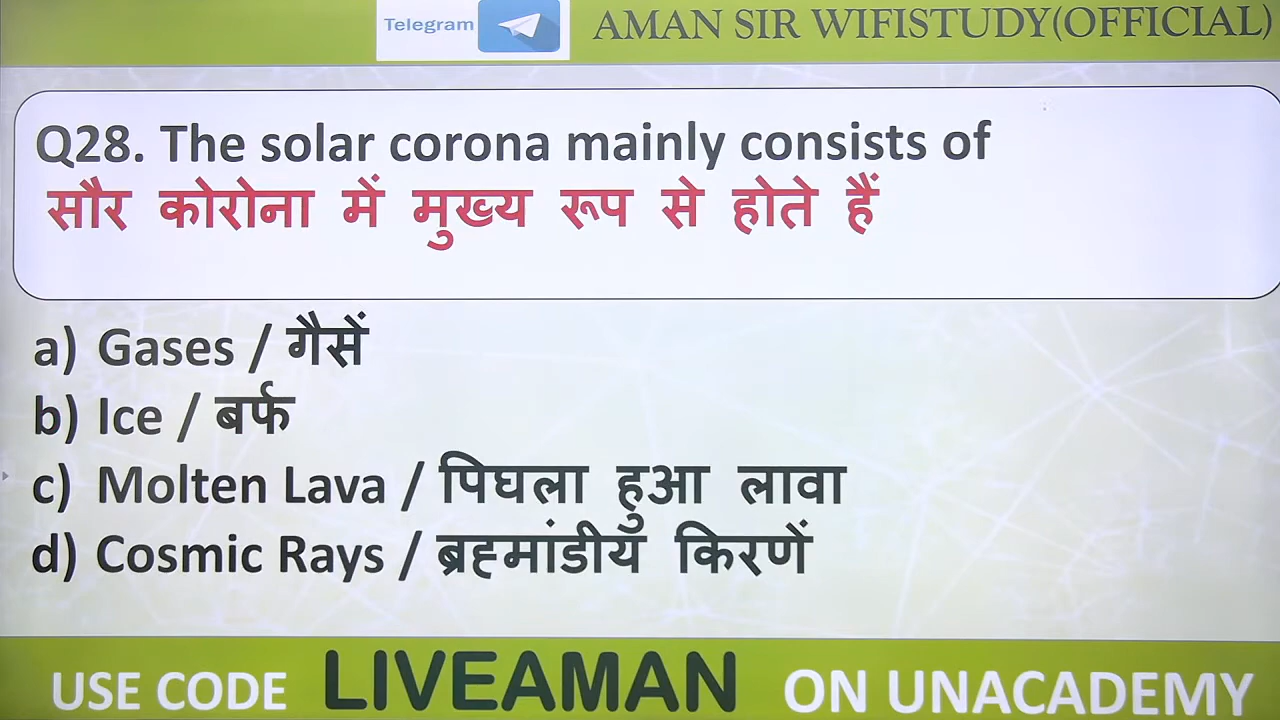 Telegram
AMAN SIR WIFISTUDY(OFFICIAL)
Q28. The solar corona mainly consists of
सौर कोरोना में मुख्य रूप से होते हैं
a) Gases / गैसें
b) Ice / बर्फ
c) Molten Lava / पिघला हुआ लावा
d) Cosmic Rays / ब्रह्मांडीय किरणें
USE CODE LIVEAMAN ON UNACADEMY